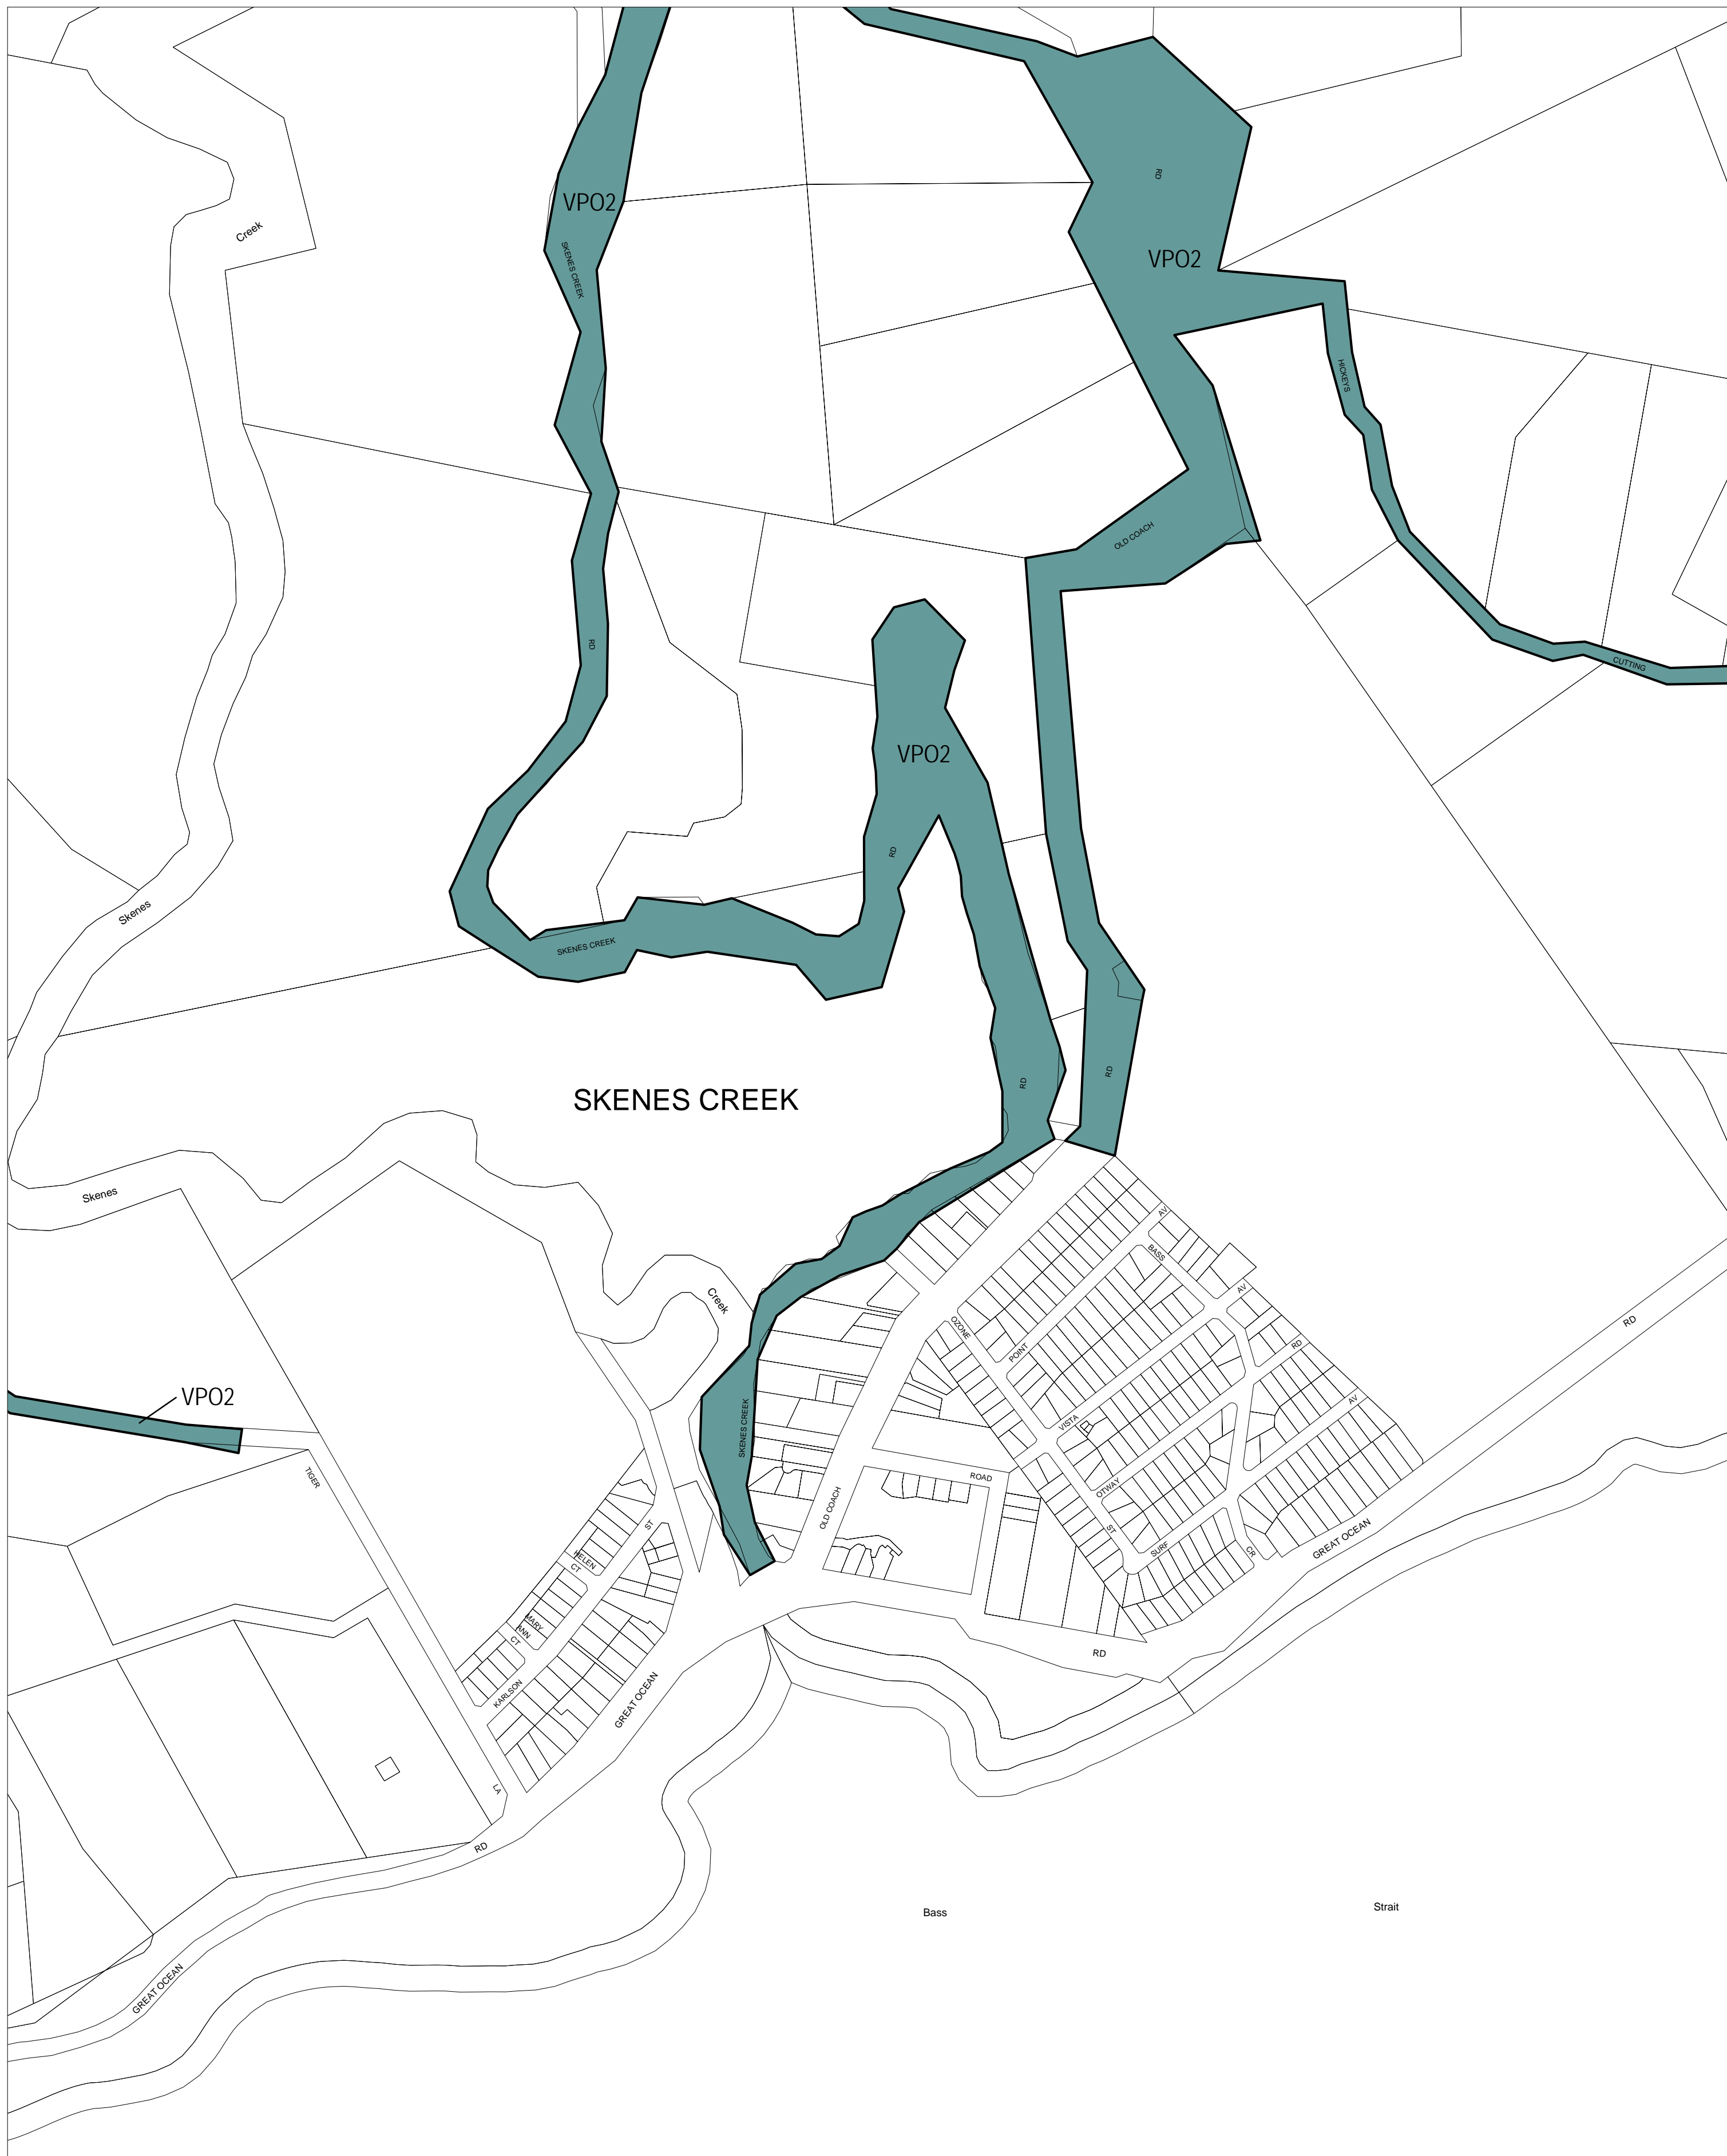 RD
VPO2
Creek
VPO2
SKENES CREEK
HICKEYS
OLD COACH
RD
CUTTING
VPO2
RD
Skenes
SKENES CREEK
RD
RD
SKENES CREEK
Skenes
AV
BASS
AV
Creek
OZONE
RD
RD
POINT
VPO2
AV
VISTA
SKENES CREEK
TIGER
ROAD
OTWAY
OLD COACH
ST
ST
GREAT OCEAN
SURF
CR
HELEN
CT
MARY
ANN
CT
RD
KARLSON
GREAT OCEAN
LA
RD
Strait
Bass
GREAT OCEAN